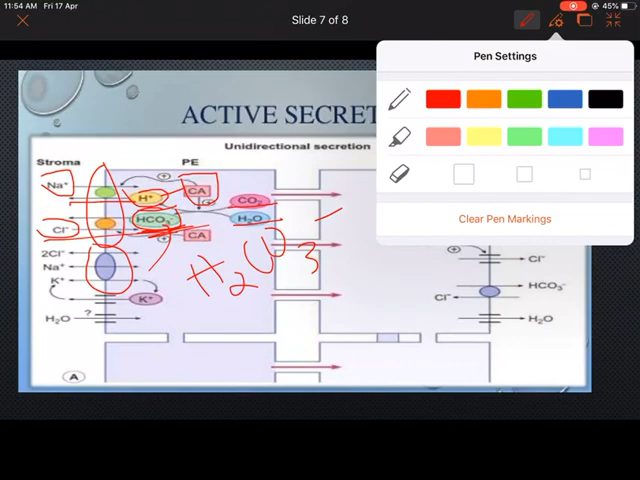 11:54 AM Fri 17 Apr
45%
Slide 7 of 8
Pen Settings
Clear Pen Markings
ACTIVE SECRET
Unidirectional secretion
Stroma
PE
Na⁺
H⁺
CA
+
+
CO₂
HCO₃⁻
H₂O
Cl⁻
+
CA
2Cl⁻
Na⁺
K⁺
K⁺
?
H₂O
H₂CO₃
+
Cl⁻
HCO₃⁻
Cl⁻
H₂O
A